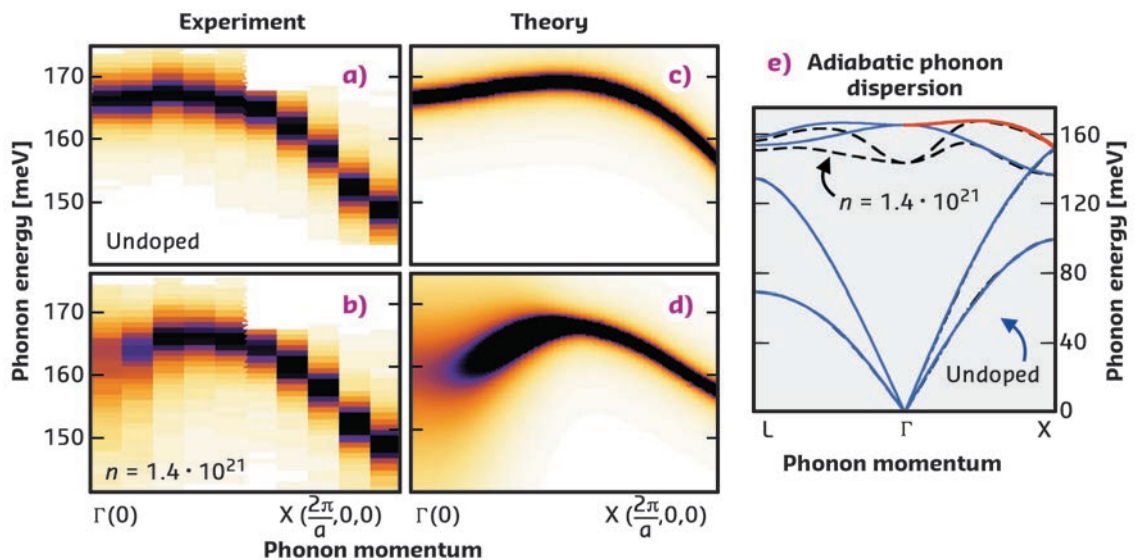 Experiment
Theory
a)
c)
e) Adiabatic phonon
dispersion
Phonon energy [meV]
170
160
150
Undoped
b)
d)
170
160
150
n = 1.4 · 10²¹
Γ(0)
X (2π/a,0,0)
Γ(0)
X (2π/a,0,0)
Phonon momentum
n = 1.4 · 10²¹
Undoped
160
120
80
40
0
Phonon energy [meV]
L
Γ
X
Phonon momentum